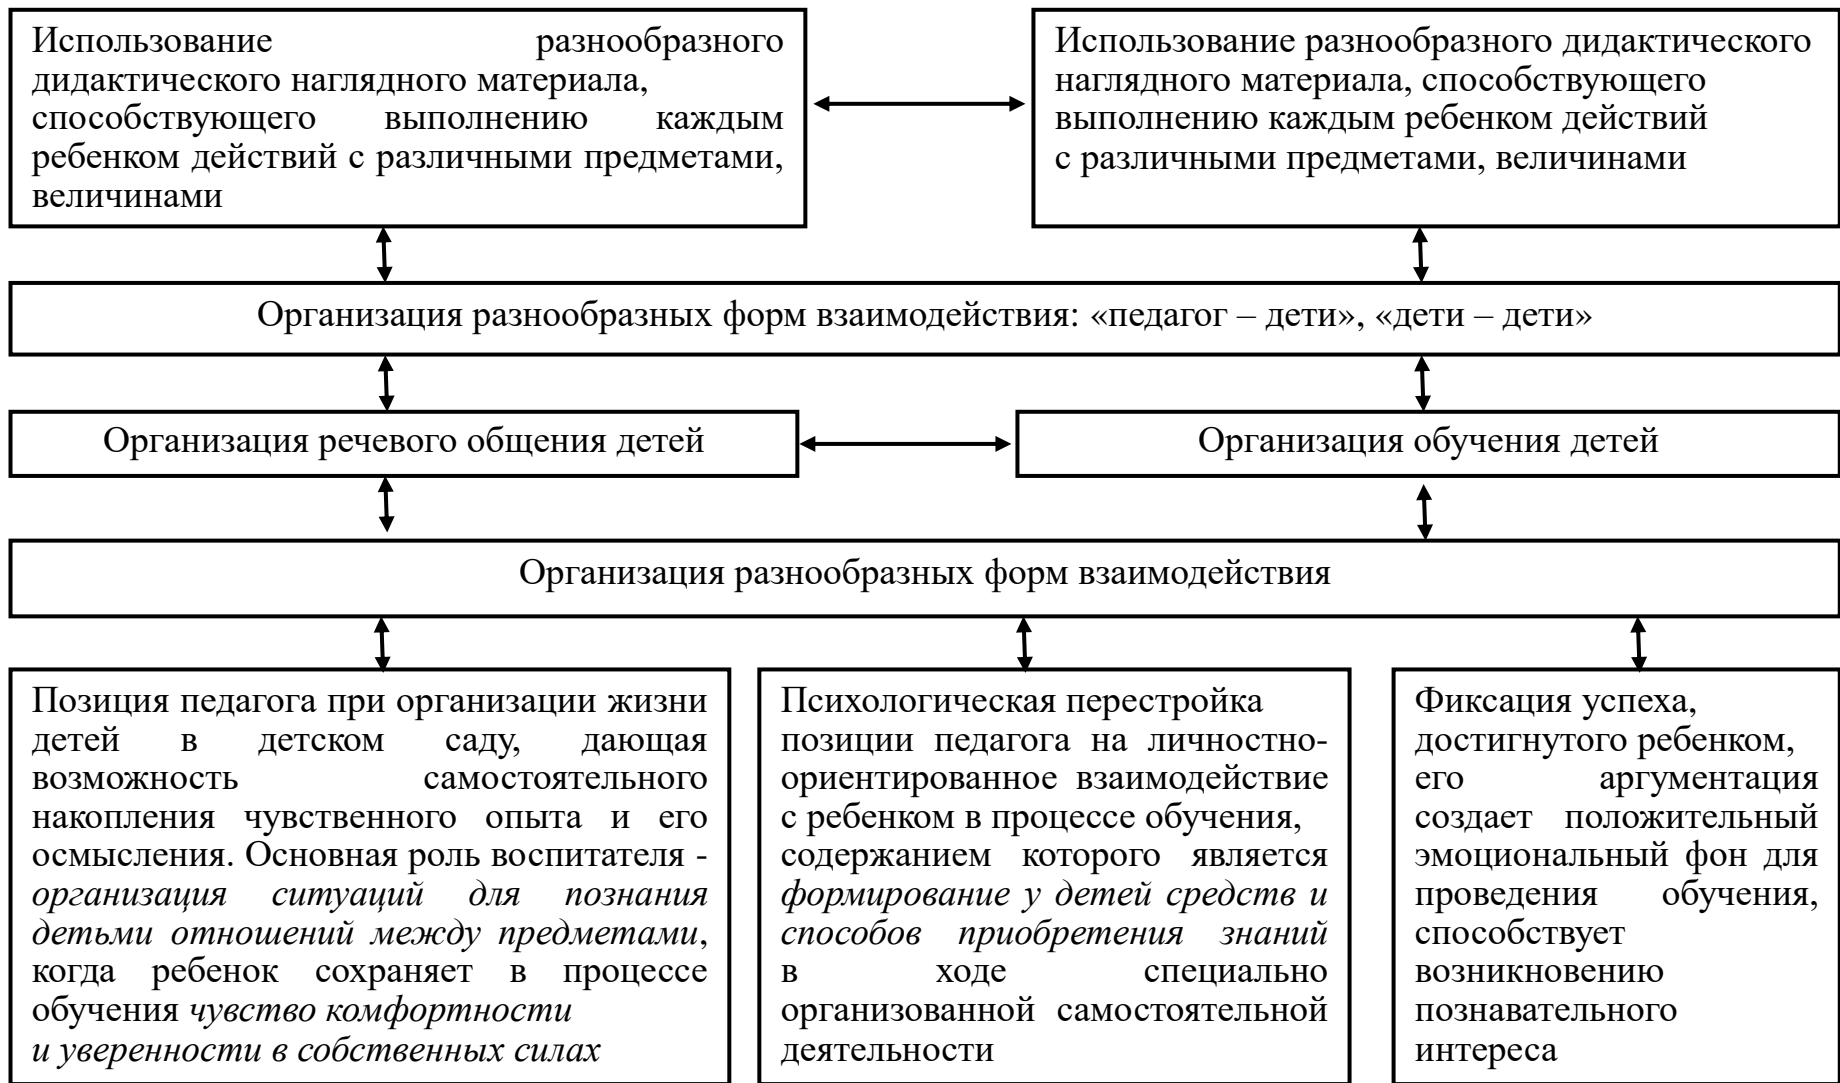 Использование разнообразного
дидактического наглядного материала,
способствующего выполнению каждым
ребенком действий с различными предметами,
величинами
Использование разнообразного дидактического
наглядного материала, способствующего
выполнению каждым ребенком действий
с различными предметами, величинами
Организация разнообразных форм взаимодействия: «педагог – дети», «дети – дети»
Организация речевого общения детей
Организация обучения детей
Организация разнообразных форм взаимодействия
Позиция педагога при организации жизни
детей в детском саду, дающая
возможность самостоятельного
накопления чувственного опыта и его
осмысления. Основная роль воспитателя -
организация ситуаций для познания
детьми отношений между предметами,
когда ребенок сохраняет в процессе
обучения чувство комфортности
и уверенности в собственных силах
Психологическая перестройка
позиции педагога на личностно-
ориентированное взаимодействие
с ребенком в процессе обучения,
содержанием которого является
формирование у детей средств и
способов приобретения знаний
в ходе специально
организованной самостоятельной
деятельности
Фиксация успеха,
достигнутого ребенком,
его аргументация
создает положительный
эмоциональный фон для
проведения обучения,
способствует
возникновению
познавательного
интереса